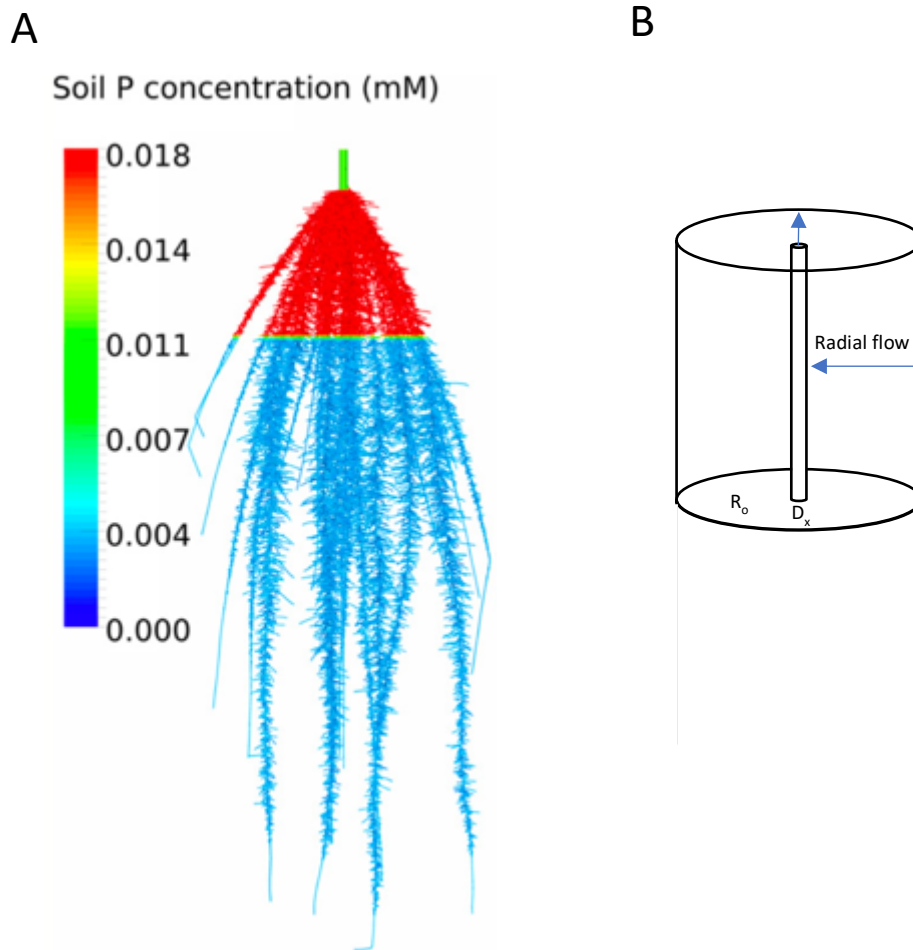 A
B
Soil P concentration (mM)
0.018
0.014
0.011
0.007
0.004
0.000
Radial flow
Rₒ
Dₓ